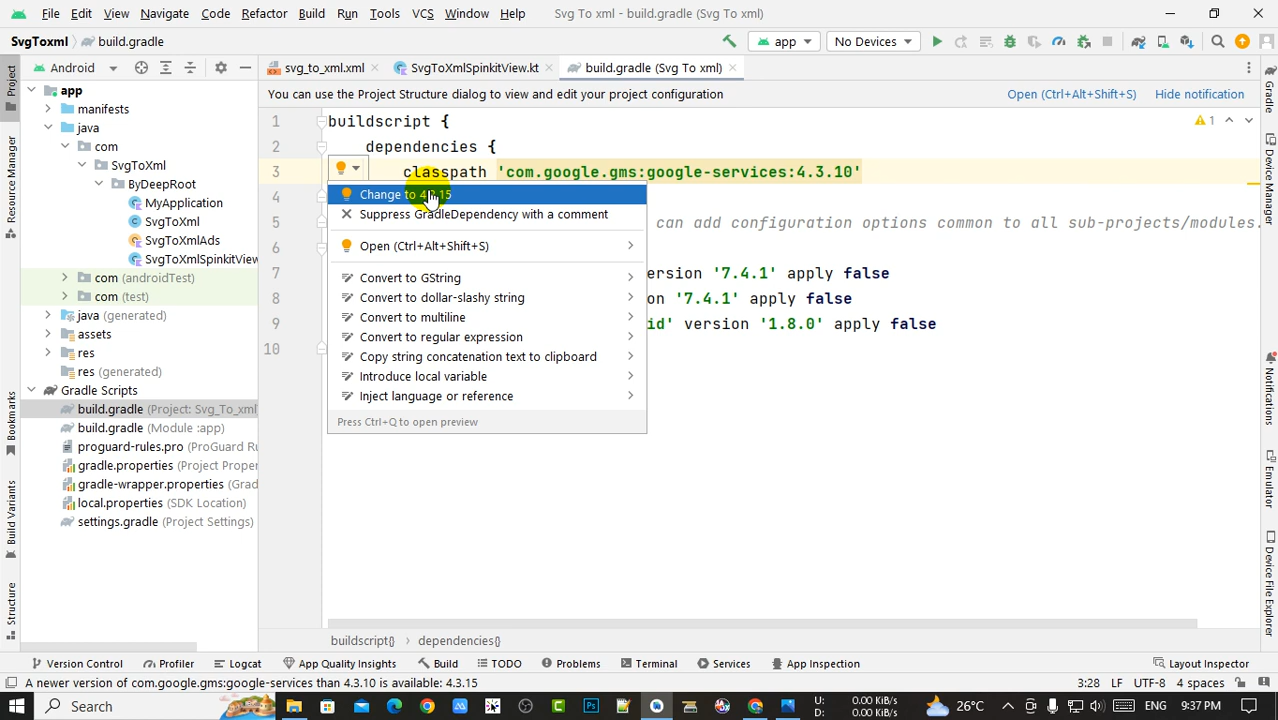 File Edit View Navigate Code Refactor Build Run Tools VCS Window Help Svg To xml - build.gradle (Svg To xml)
SvgToxml build.gradle app No Devices
Android svg_to_xml.xml SvgToXmlSpinkitView.kt build.gradle (Svg To xml)
You can use the Project Structure dialog to view and edit your project configuration Open (Ctrl+Alt+Shift+S) Hide notification
Project
Resource Manager
Bookmarks
Build Variants
Structure
app
manifests
java
com
SvgToXml
ByDeepRoot
MyApplication
SvgToXml
SvgToXmlAds
SvgToXmlSpinkitView
com (androidTest)
com (test)
java (generated)
assets
res
res (generated)
Gradle Scripts
build.gradle (Project: Svg_To_xml
build.gradle (Module :app)
proguard-rules.pro (ProGuard Ru
gradle.properties (Project Proper
gradle-wrapper.properties (Grad
local.properties (SDK Location)
settings.gradle (Project Settings)
1 buildscript { 1
2 dependencies {
3 classpath 'com.google.gms:google-services:4.3.10'
4
5 can add configuration options common to all sub-projects/modules.
6
7 ersion '7.4.1' apply false
8 on '7.4.1' apply false
9 id' version '1.8.0' apply false
10
Change to 4.3.15
Suppress GradleDependency with a comment
Open (Ctrl+Alt+Shift+S)
Convert to GString
Convert to dollar-slashy string
Convert to multiline
Convert to regular expression
Copy string concatenation text to clipboard
Introduce local variable
Inject language or reference
Press Ctrl+Q to open preview
Gradle
Device Manager
Notifications
Emulator
Device File Explorer
buildscript{} › dependencies{}
Version Control Profiler Logcat App Quality Insights Build TODO Problems Terminal Services App Inspection Layout Inspector
A newer version of com.google.gms:google-services than 4.3.10 is available: 4.3.15 3:28 LF UTF-8 4 spaces
Search U: 0.00 KiB/s 26°C ENG 9:37 PM
D: 0.00 KiB/s